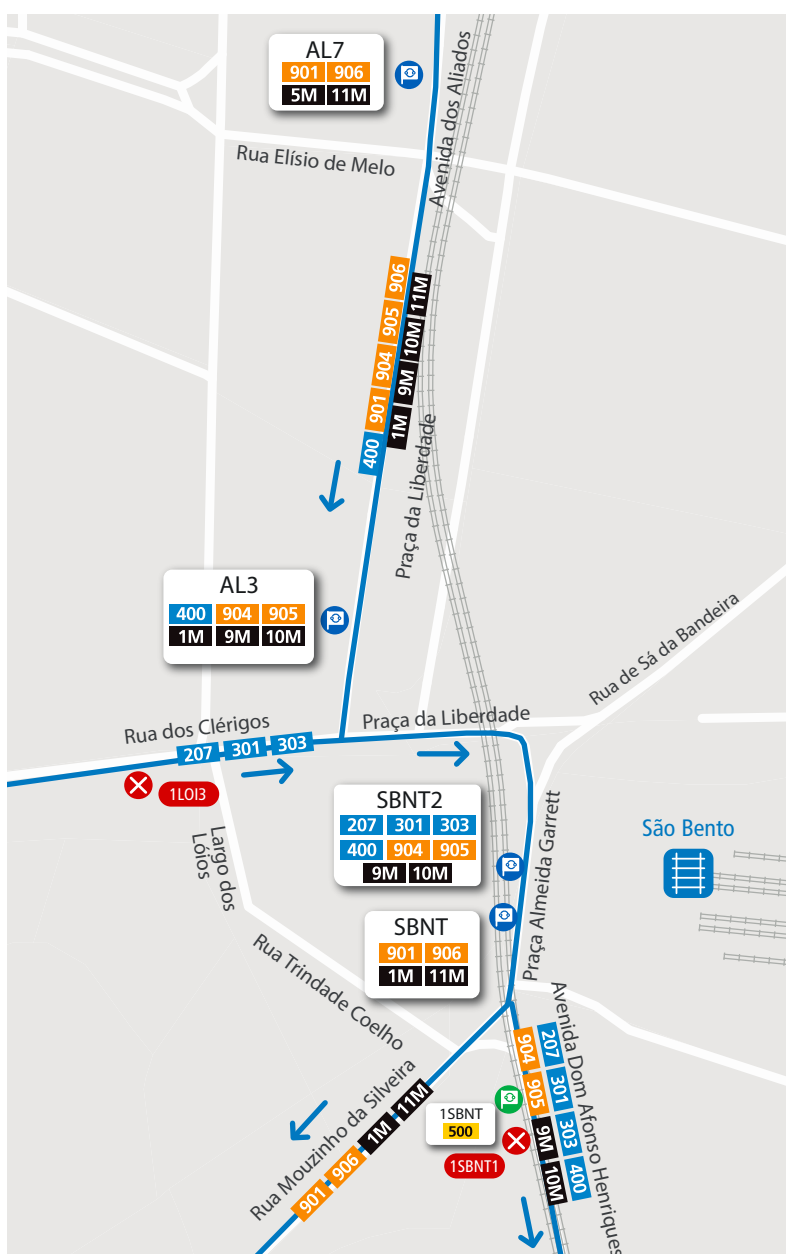 AL7
901 906
5M 11M
Avenida dos Aliados
Rua Elísio de Melo
400 901 904 905 906
1M 9M 10M 11M
Praça da Liberdade
AL3
400 904 905
1M 9M 10M
Rua de Sá da Bandeira
Rua dos Clérigos
Praça da Liberdade
207 301 303
1LOI3
SBNT2
207 301 303
400 904 905
9M 10M
São Bento
Largo dos
Lóios
Praça Almeida Garrett
SBNT
901 906
1M 11M
Rua Trindade Coelho
Avenida Dom Afonso Henriques
207 301 303 400
904 905 9M 10M
Rua Mouzinho da Silveira
901 906 1M 11M
1SBNT
500
1SBNT1